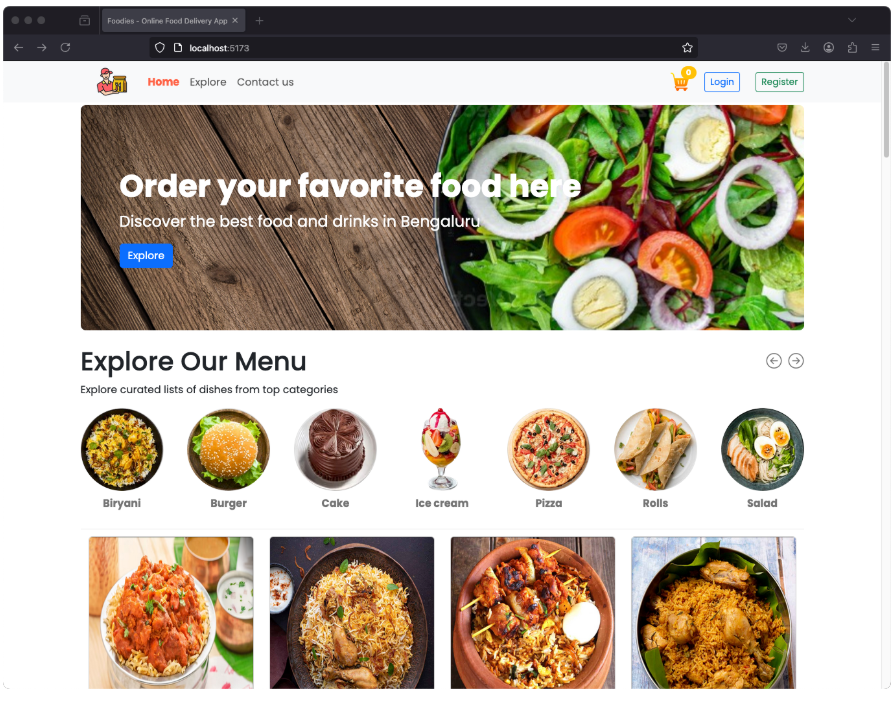 Foodies - Online Food Delivery App
localhost:5173
Home Explore Contact us
0
Login
Register
Order your favorite food here
Discover the best food and drinks in Bengaluru
Explore
Explore Our Menu
Explore curated lists of dishes from top categories
Biryani Burger Cake Ice cream Pizza Rolls Salad